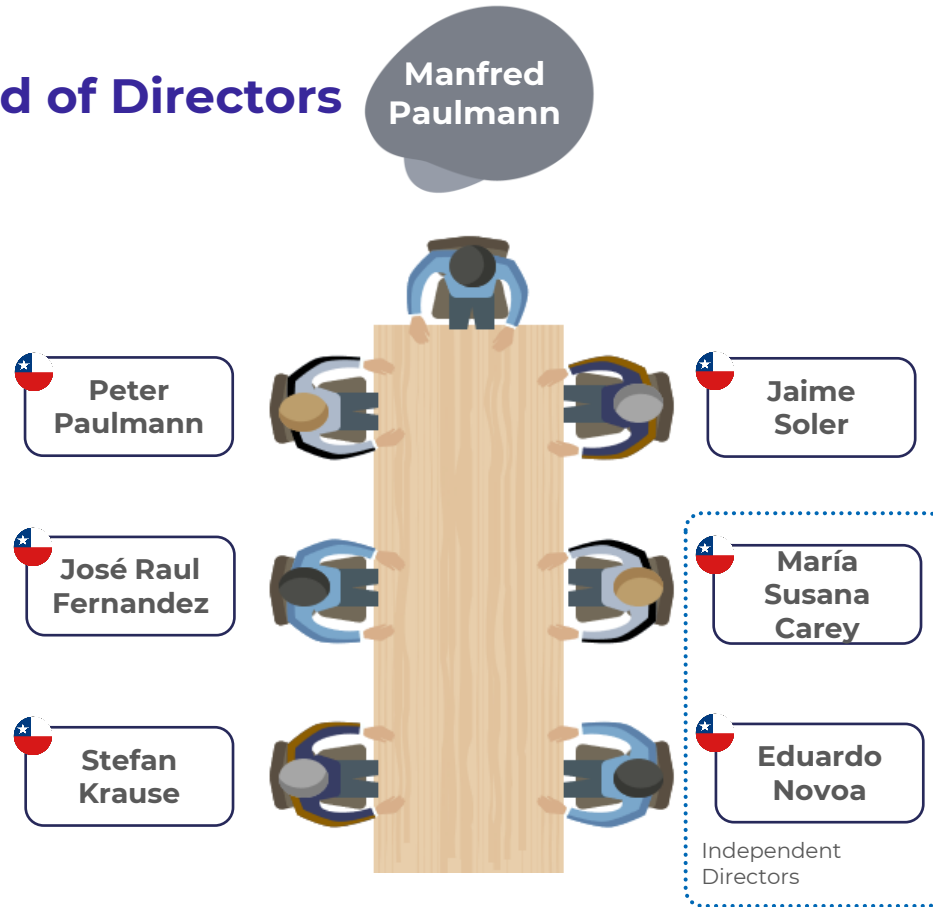 d of Directors
Manfred
Paulmann
Peter
Paulmann
Jaime
Soler
José Raul
Fernandez
María
Susana
Carey
Stefan
Krause
Eduardo
Novoa
Independent
Directors